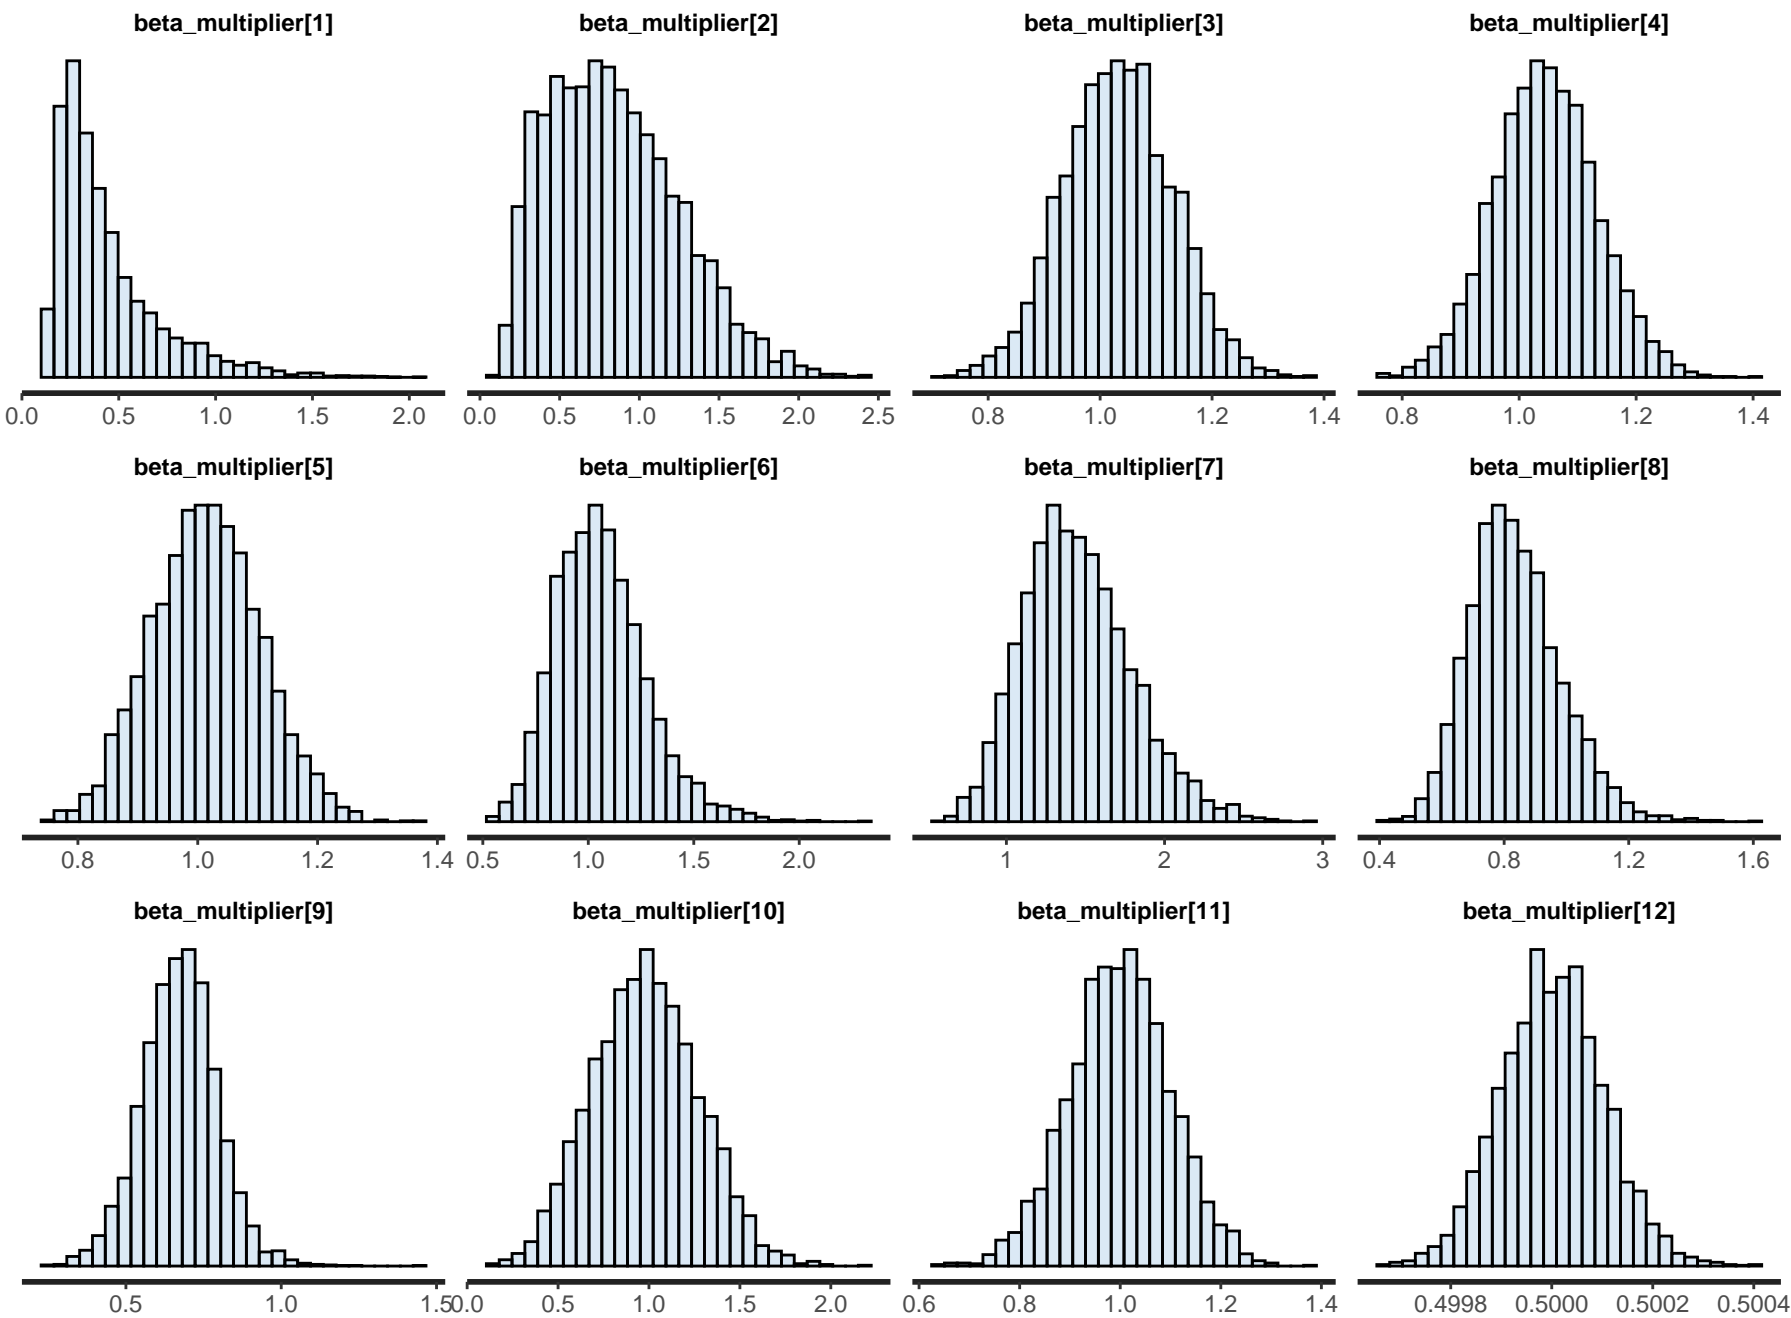 beta_multiplier[1] beta_multiplier[2] beta_multiplier[3] beta_multiplier[4]
0.0 0.5 1.0 1.5 2.0 0.0 0.5 1.0 1.5 2.0 2.5 0.8 1.0 1.2 1.4 0.8 1.0 1.2 1.4
beta_multiplier[5] beta_multiplier[6] beta_multiplier[7] beta_multiplier[8]
0.8 1.0 1.2 1.4 0.5 1.0 1.5 2.0 1 2 3 0.4 0.8 1.2 1.6
beta_multiplier[9] beta_multiplier[10] beta_multiplier[11] beta_multiplier[12]
0.5 1.0 1.5 0.0 0.5 1.0 1.5 2.0 0.6 0.8 1.0 1.2 1.4 0.4998 0.5000 0.5002 0.5004